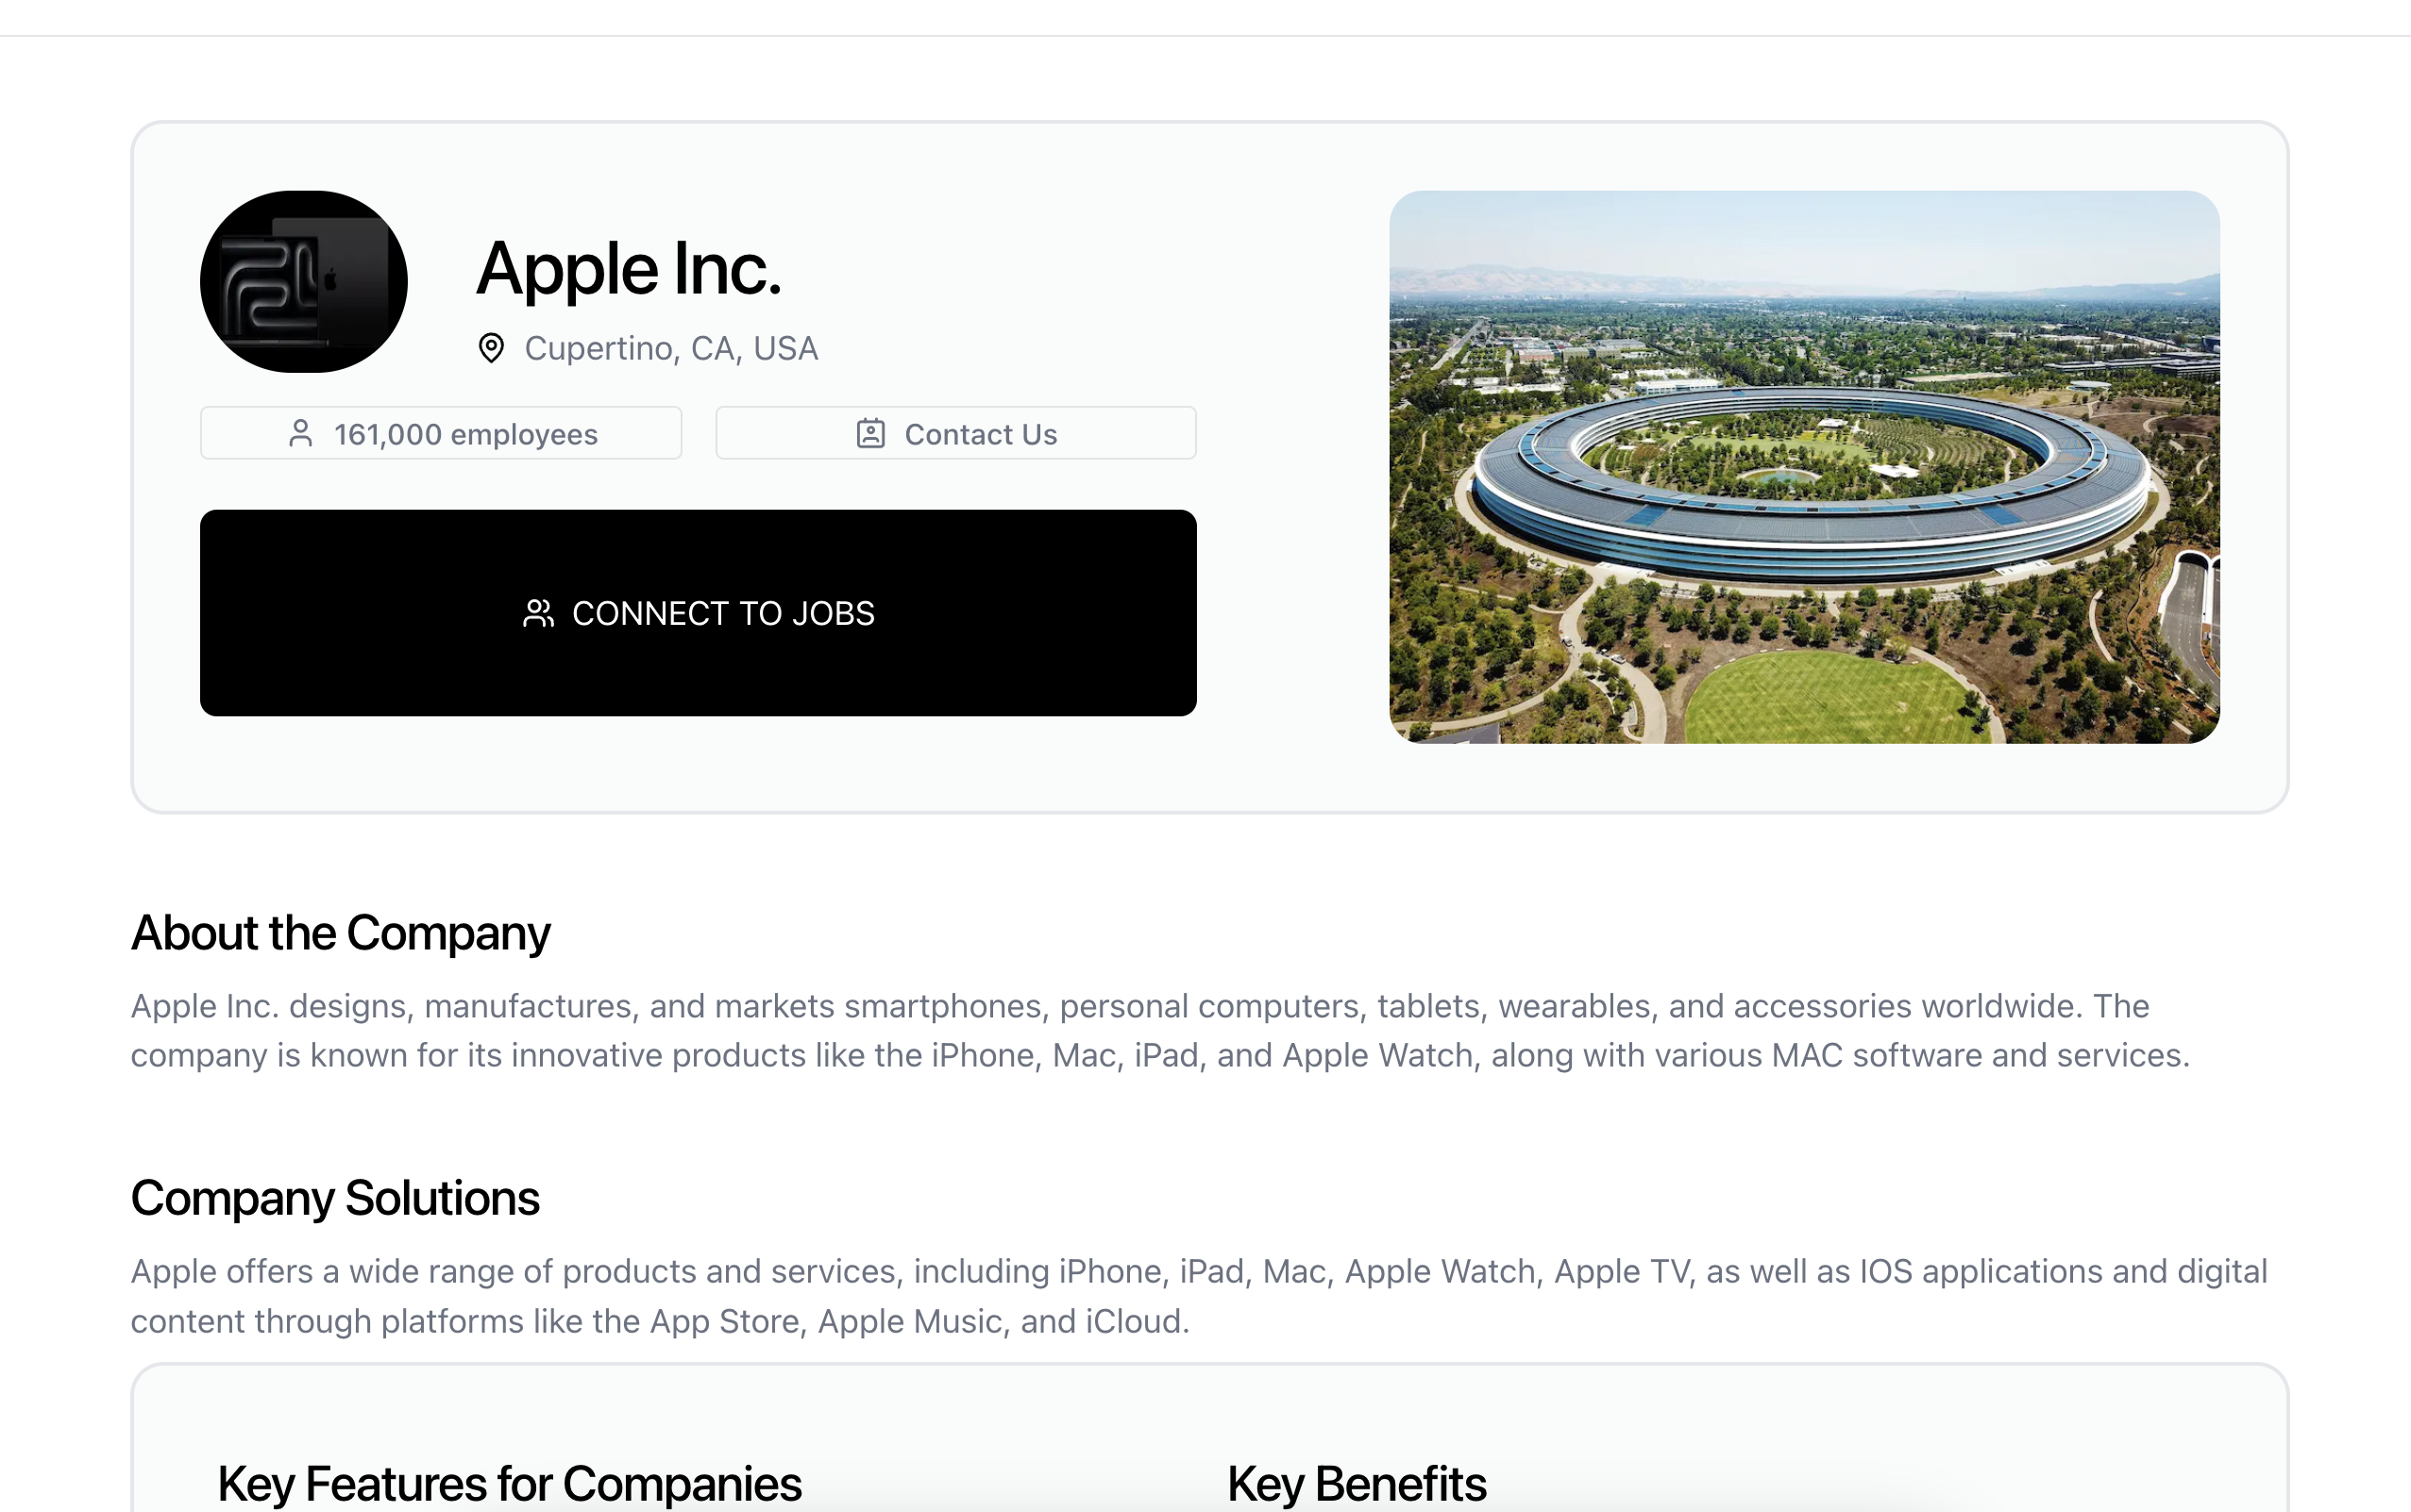 Apple Inc.
Cupertino, CA, USA
161,000 employees
Contact Us
CONNECT TO JOBS
About the Company
Apple Inc. designs, manufactures, and markets smartphones, personal computers, tablets, wearables, and accessories worldwide. The
company is known for its innovative products like the iPhone, Mac, iPad, and Apple Watch, along with various MAC software and services.
Company Solutions
Apple offers a wide range of products and services, including iPhone, iPad, Mac, Apple Watch, Apple TV, as well as IOS applications and digital
content through platforms like the App Store, Apple Music, and iCloud.
Key Features for Companies
Key Benefits